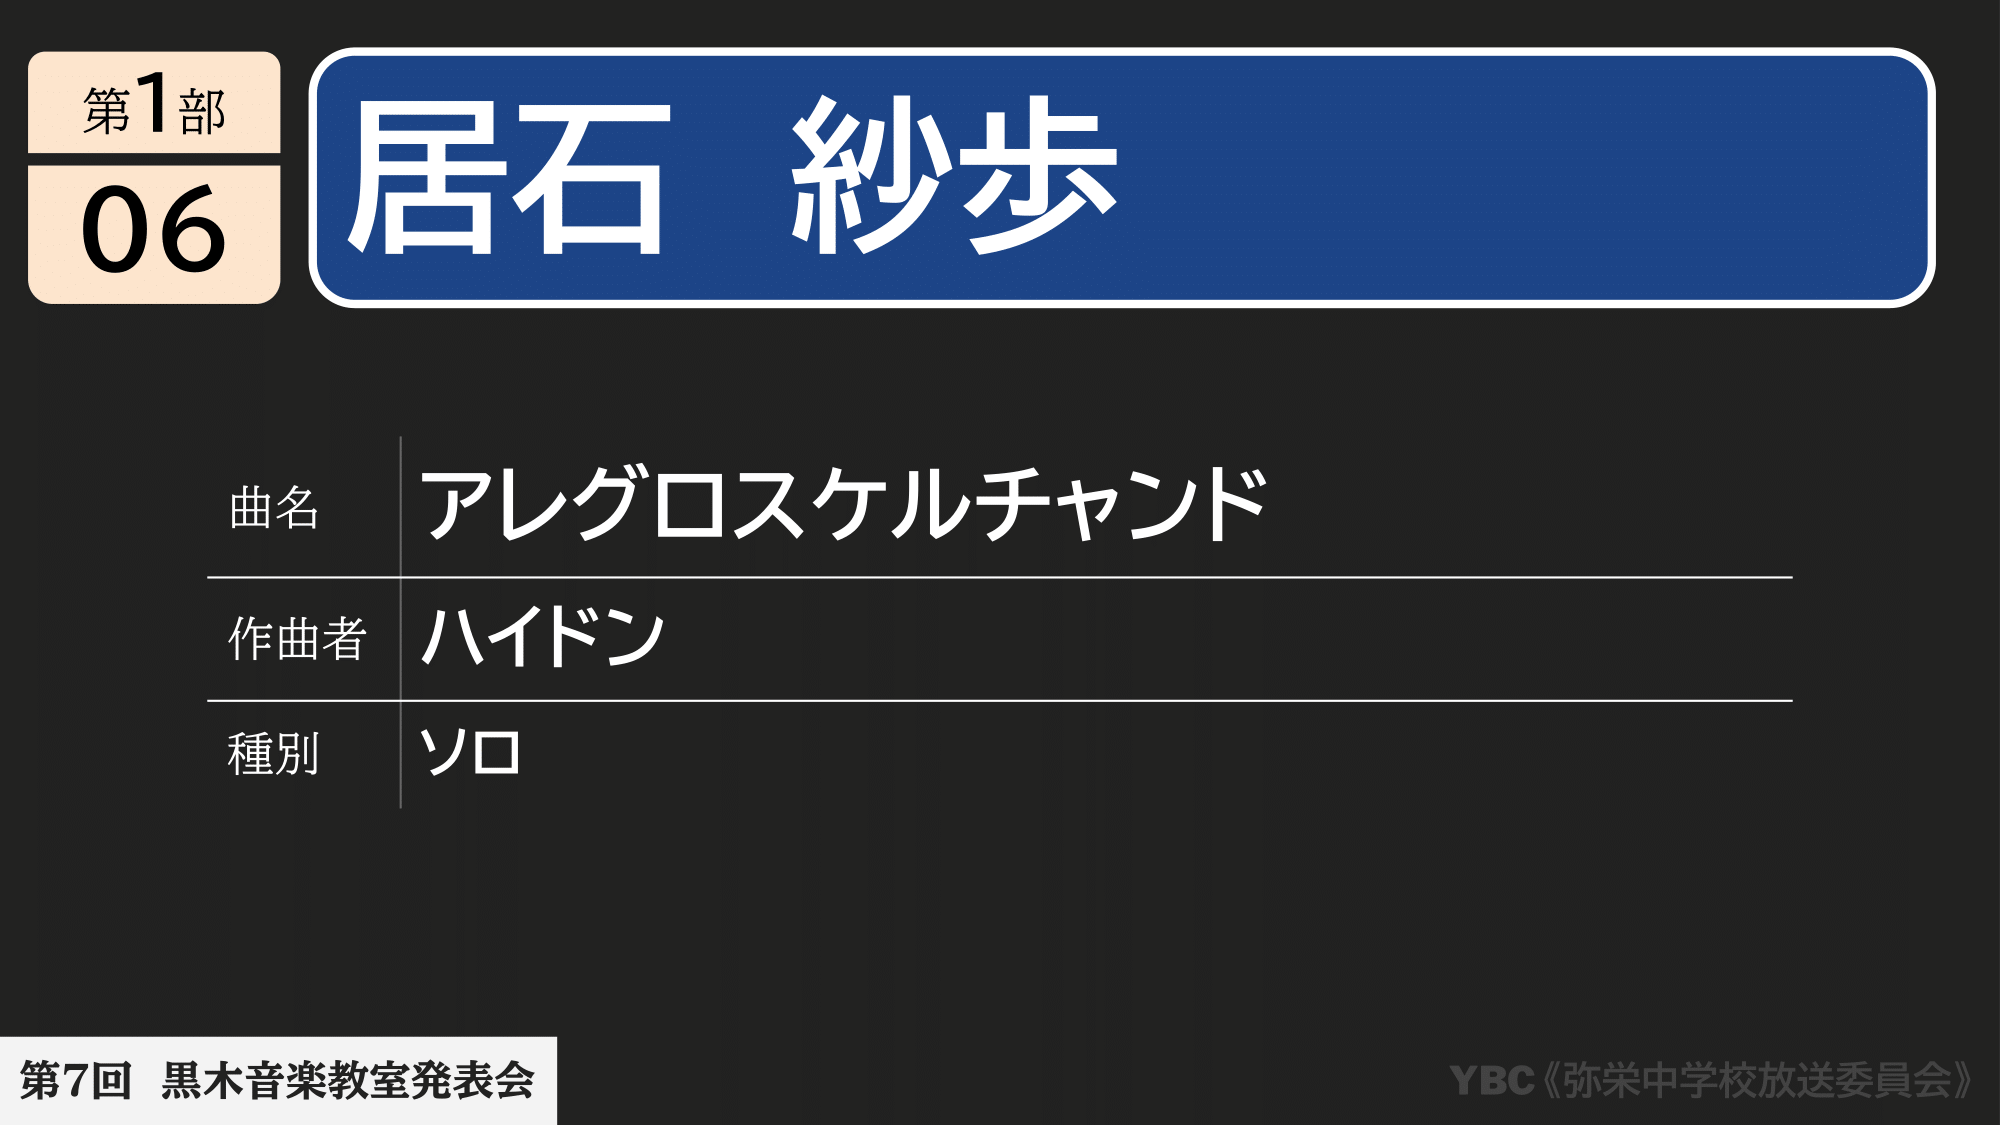 第1部
06
居石 紗歩
曲名 アレグロスケルチャンド
作曲者 ハイドン
種別 ソロ
第7回 黒木音楽教室発表会
YBC《弥栄中学校放送委員会》